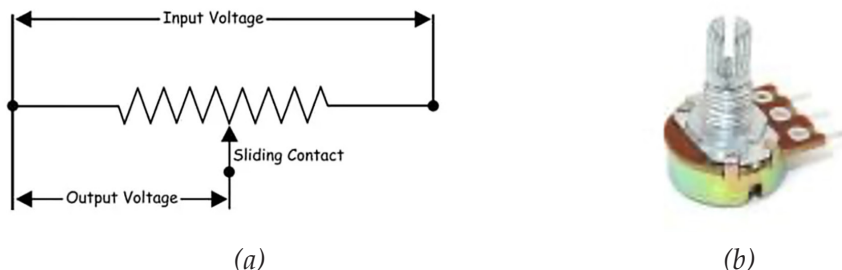 Input Voltage
Sliding Contact
Output Voltage
(a)
(b)